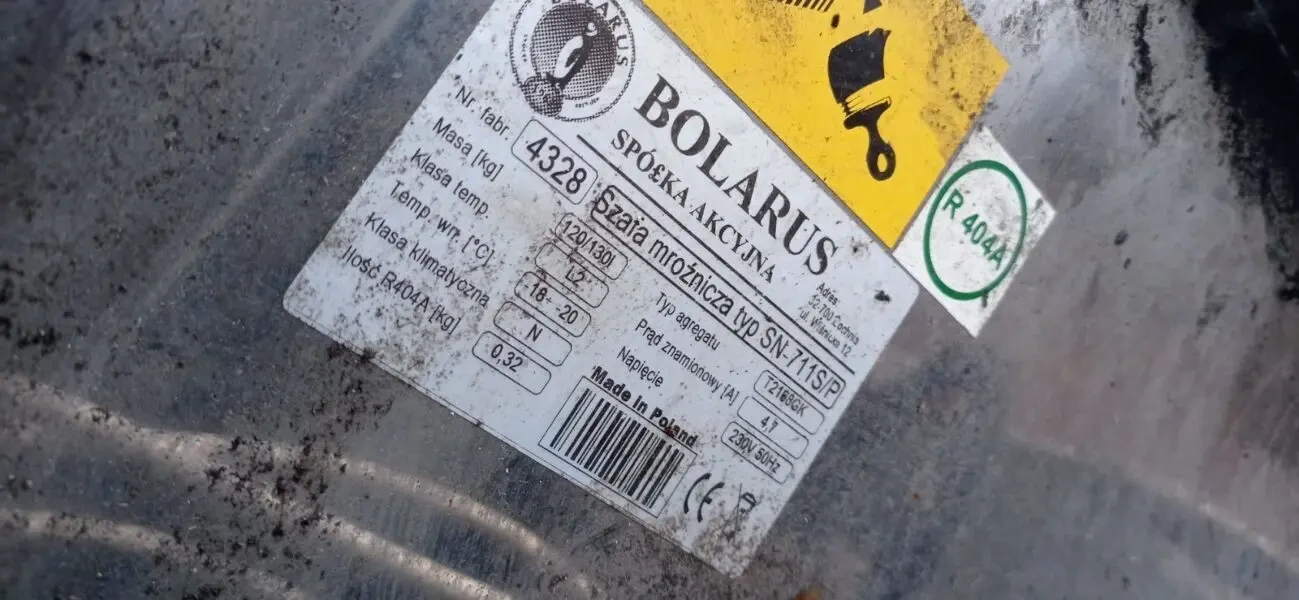 BOLARUS
BOLARUS
SPÓŁKA AKCYJNA
Adres:
ul. Wiśnicka 12
Szafa mroźnicza typ SN-711S/P
Nr. fabr. 4328
Masa [kg] 120/130
Klasa temp. L2
Temp. wr. [°C] -18÷-20
Klasa klimatyczna N
Ilość R404A [kg] 0,32
Typ agregatu T2168GK
Prąd znamionowy [A] 4,7
Napięcie 230V 50Hz
Made in Poland
CE
R 404A